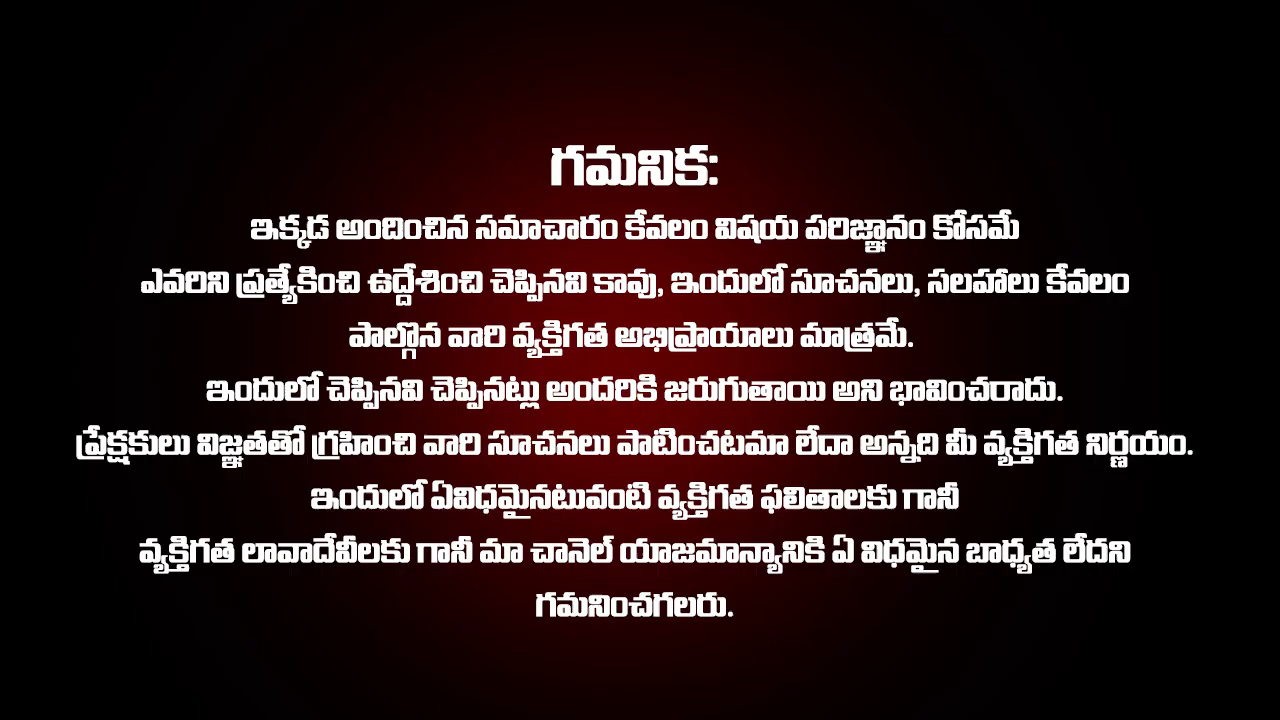 గమనిక:
ఇక్కడ అందించిన సమాచారం కేవలం విషయ పరిజ్ఞానం కోసమే
ఎవరిని ప్రత్యేకించి ఉద్దేశించి చెప్పినవి కావు, ఇందులో సూచనలు, సలహాలు కేవలం
పాల్గొన వారి వ్యక్తిగత అభిప్రాయాలు మాత్రమే.
ఇందులో చెప్పినవి చెప్పినట్లు అందరికి జరుగుతాయి అని భావించరాదు.
ప్రేక్షకులు విజ్ఞతతో గ్రహించి వారి సూచనలు పాటించటమా లేదా అన్నది మీ వ్యక్తిగత నిర్ణయం.
ఇందులో ఏవిధమైనటువంటి వ్యక్తిగత ఫలితాలకు గానీ
వ్యక్తిగత లావాదేవీలకు గానీ మా చానెల్ యాజమాన్యానికి ఏ విధమైన బాధ్యత లేదని
గమనించగలరు.